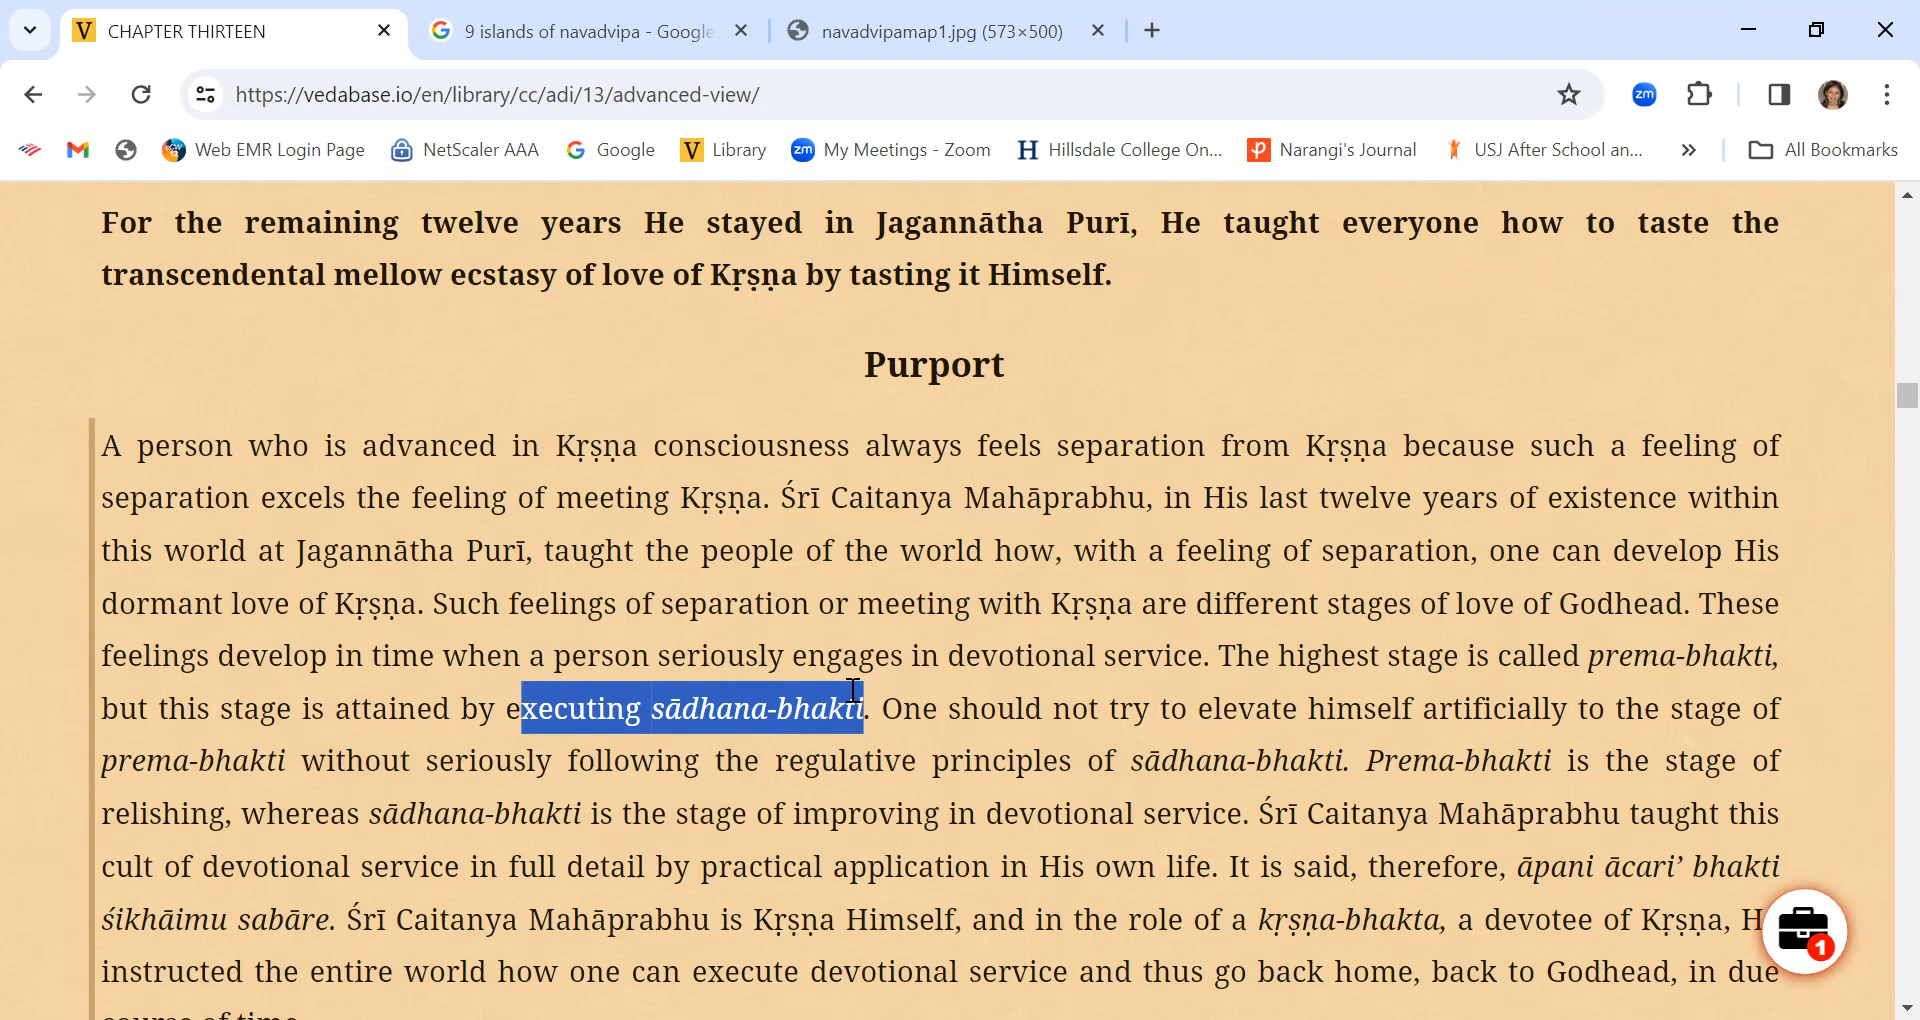 CHAPTER THIRTEEN
9 islands of navadvipa - Google
navadvipamap1.jpg (573×500)
https://vedabase.io/en/library/cc/adi/13/advanced-view/
zm
Web EMR Login Page
NetScaler AAA
Google
Library
zm My Meetings - Zoom
Hillsdale College On...
Narangi's Journal
USJ After School an...
»
All Bookmarks
For the remaining twelve years He stayed in Jagannātha Purī, He taught everyone how to taste the
transcendental mellow ecstasy of love of Kṛṣṇa by tasting it Himself.
Purport
A person who is advanced in Kṛṣṇa consciousness always feels separation from Kṛṣṇa because such a feeling of
separation excels the feeling of meeting Kṛṣṇa. Śrī Caitanya Mahāprabhu, in His last twelve years of existence within
this world at Jagannātha Purī, taught the people of the world how, with a feeling of separation, one can develop His
dormant love of Kṛṣṇa. Such feelings of separation or meeting with Kṛṣṇa are different stages of love of Godhead. These
feelings develop in time when a person seriously engages in devotional service. The highest stage is called prema-bhakti,
but this stage is attained by executing sādhana-bhakti. One should not try to elevate himself artificially to the stage of
prema-bhakti without seriously following the regulative principles of sādhana-bhakti. Prema-bhakti is the stage of
relishing, whereas sādhana-bhakti is the stage of improving in devotional service. Śrī Caitanya Mahāprabhu taught this
cult of devotional service in full detail by practical application in His own life. It is said, therefore, āpani ācari’ bhakti
śikhāimu sabāre. Śrī Caitanya Mahāprabhu is Kṛṣṇa Himself, and in the role of a kṛṣṇa-bhakta, a devotee of Kṛṣṇa, H
instructed the entire world how one can execute devotional service and thus go back home, back to Godhead, in due
course of time.
1